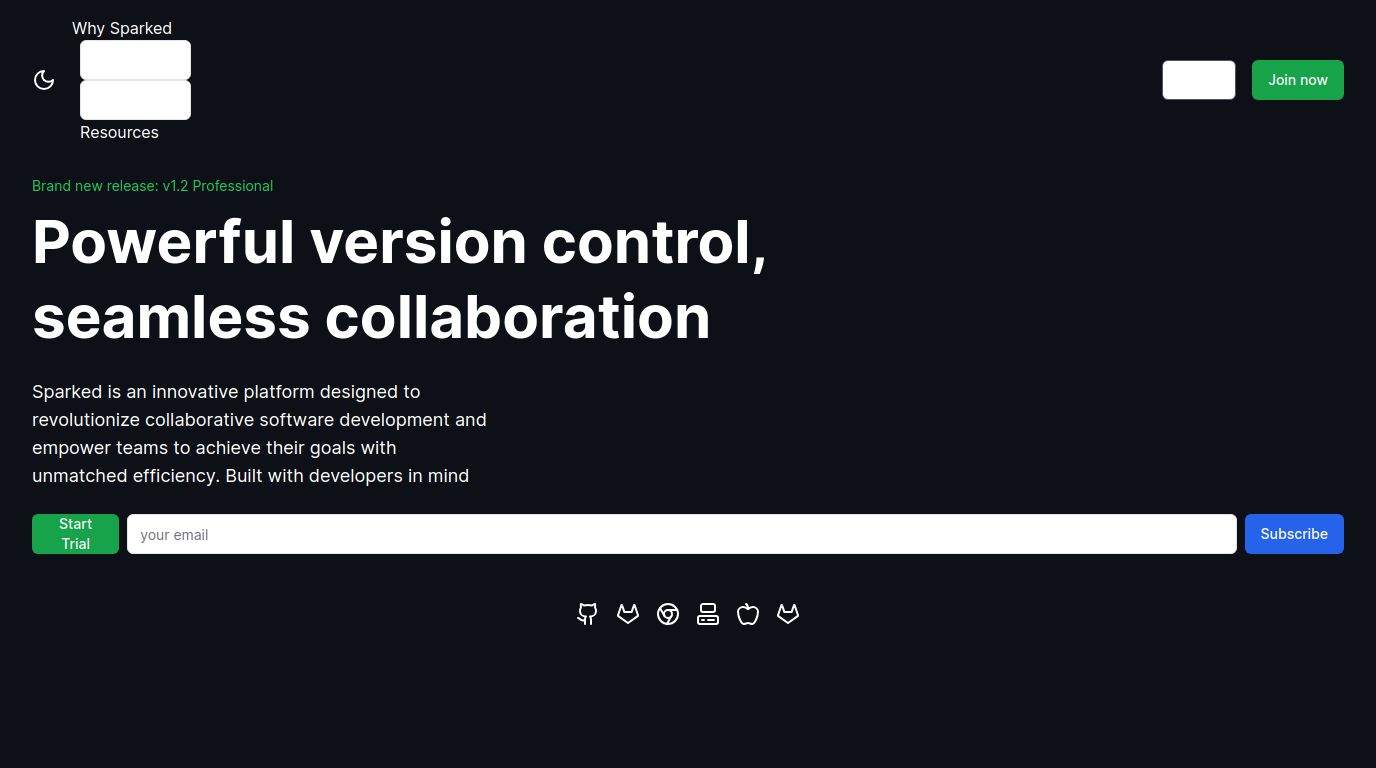 Why Sparked
Resources
Join now
Brand new release: v1.2 Professional
Powerful version control,
seamless collaboration
Sparked is an innovative platform designed to
revolutionize collaborative software development and
empower teams to achieve their goals with
unmatched efficiency. Built with developers in mind
Start
Trial
your email
Subscribe